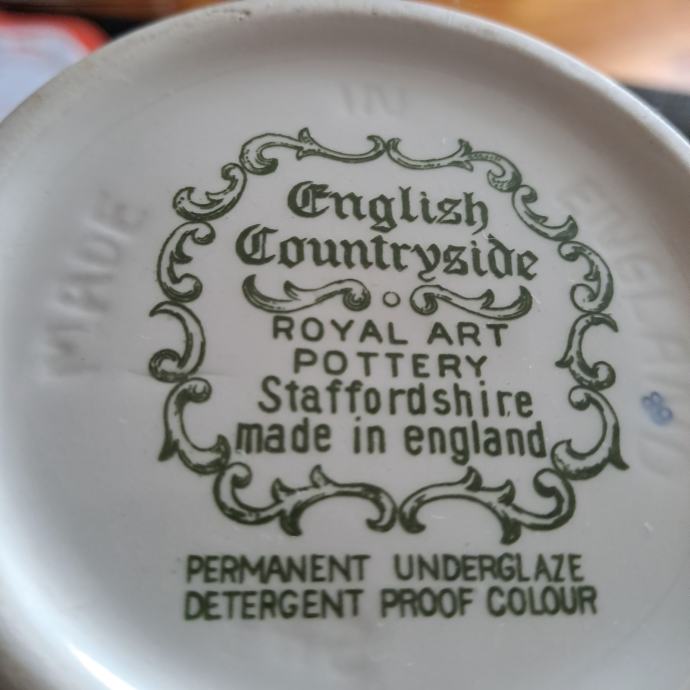 MADE
IN
ENGLAND
English
Countryside
ROYAL ART
POTTERY
Staffordshire
made in england
PERMANENT UNDERGLAZE
DETERGENT PROOF COLOUR